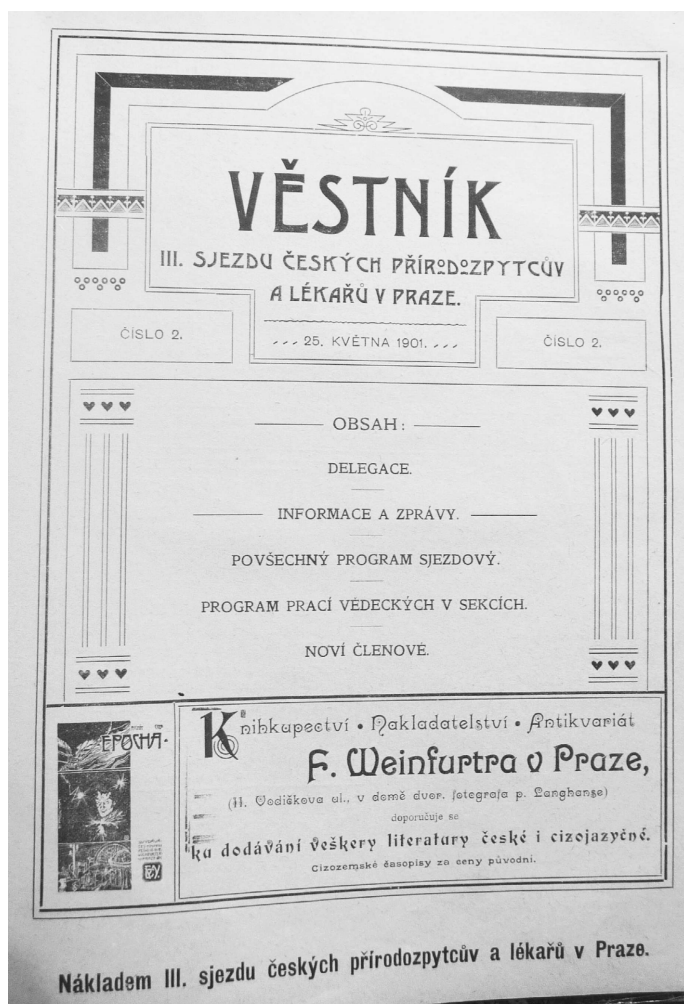 VĚSTNÍK
III. SJEZDU ČESKÝCH PŘÍRODOZPYTCŮV
A LÉKAŘŮ V PRAZE.
ČÍSLO 2.
25. KVĚTNA 1901.
ČÍSLO 2.
OBSAH:
DELEGACE.
INFORMACE A ZPRÁVY.
POVŠECHNÝ PROGRAM SJEZDOVÝ.
PROGRAM PRACÍ VĚDECKÝCH V SEKCÍCH.
NOVÍ ČLENOVÉ.
EPOCHA
Knihkupectví • Nakladatelství • Antikvariát
F. Weinfurtra v Praze,
(II. Vodičkova ul., v domě dvor. fotografa p. Langhanse)
doporučuje se
ku dodávání veškery literatury české i cizojazyčné.
Cizozemské časopisy za ceny původní.
Nákladem III. sjezdu českých přírodozpytcův a lékařů v Praze.